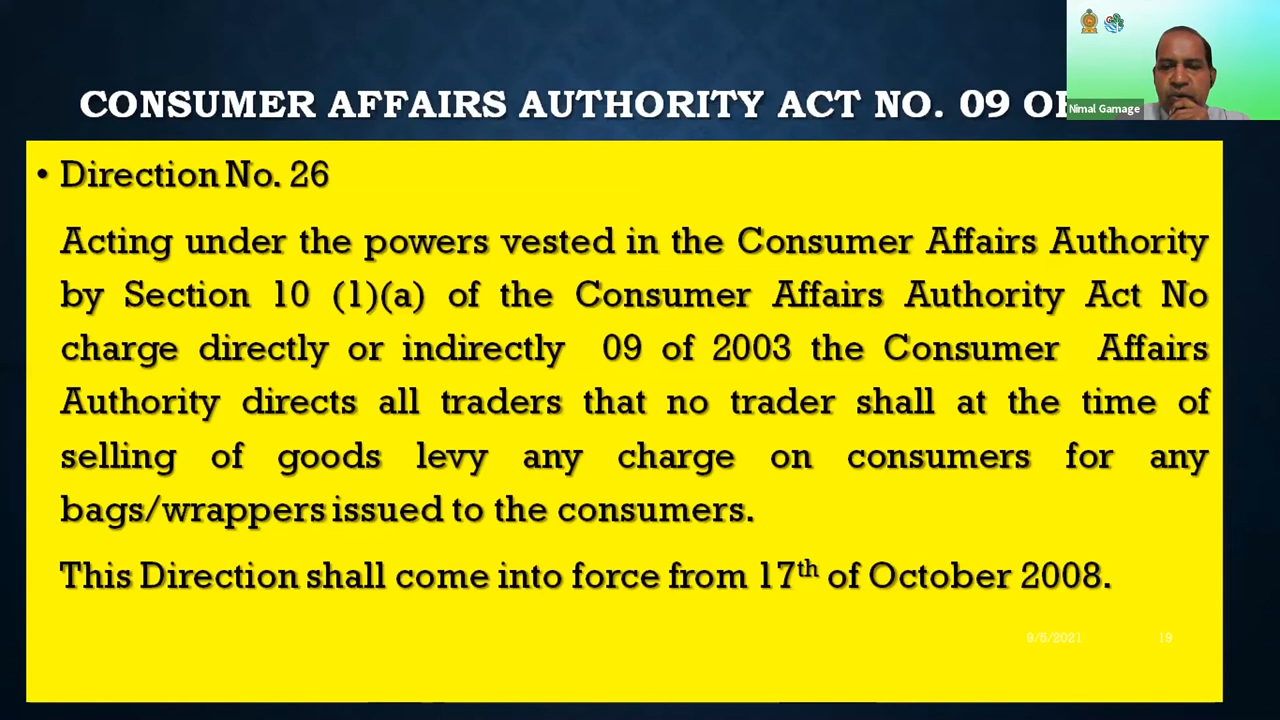 CONSUMER AFFAIRS AUTHORITY ACT NO. 09 OF
Nimal Gamage
• Direction No. 26
Acting under the powers vested in the Consumer Affairs Authority
by Section 10 (1)(a) of the Consumer Affairs Authority Act No
charge directly or indirectly 09 of 2003 the Consumer Affairs
Authority directs all traders that no trader shall at the time of
selling of goods levy any charge on consumers for any
bags/wrappers issued to the consumers.
This Direction shall come into force from 17th of October 2008.
9/5/2021 19